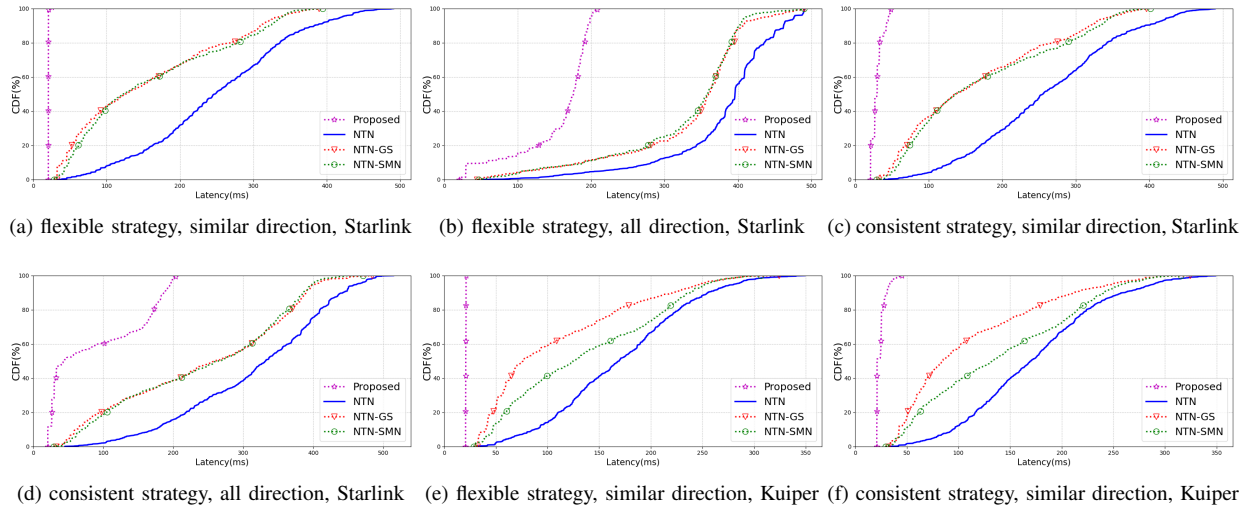 CDF(%)
100
80
60
40
20
0
Proposed
NTN
NTN-GS
NTN-SMN
0 100 200 300 400 500
Latency(ms)
(a) flexible strategy, similar direction, Starlink
CDF(%)
100
80
60
40
20
0
Proposed
NTN
NTN-GS
NTN-SMN
0 100 200 300 400 500
Latency(ms)
(b) flexible strategy, all direction, Starlink
CDF(%)
100
80
60
40
20
0
Proposed
NTN
NTN-GS
NTN-SMN
0 100 200 300 400 500
Latency(ms)
(c) consistent strategy, similar direction, Starlink
CDF(%)
100
80
60
40
20
0
Proposed
NTN
NTN-GS
NTN-SMN
0 100 200 300 400 500
Latency(ms)
(d) consistent strategy, all direction, Starlink
CDF(%)
100
80
60
40
20
0
Proposed
NTN
NTN-GS
NTN-SMN
0 50 100 150 200 250 300 350
Latency(ms)
(e) flexible strategy, similar direction, Kuiper
CDF(%)
100
80
60
40
20
0
Proposed
NTN
NTN-GS
NTN-SMN
0 50 100 150 200 250 300 350
Latency(ms)
(f) consistent strategy, similar direction, Kuiper